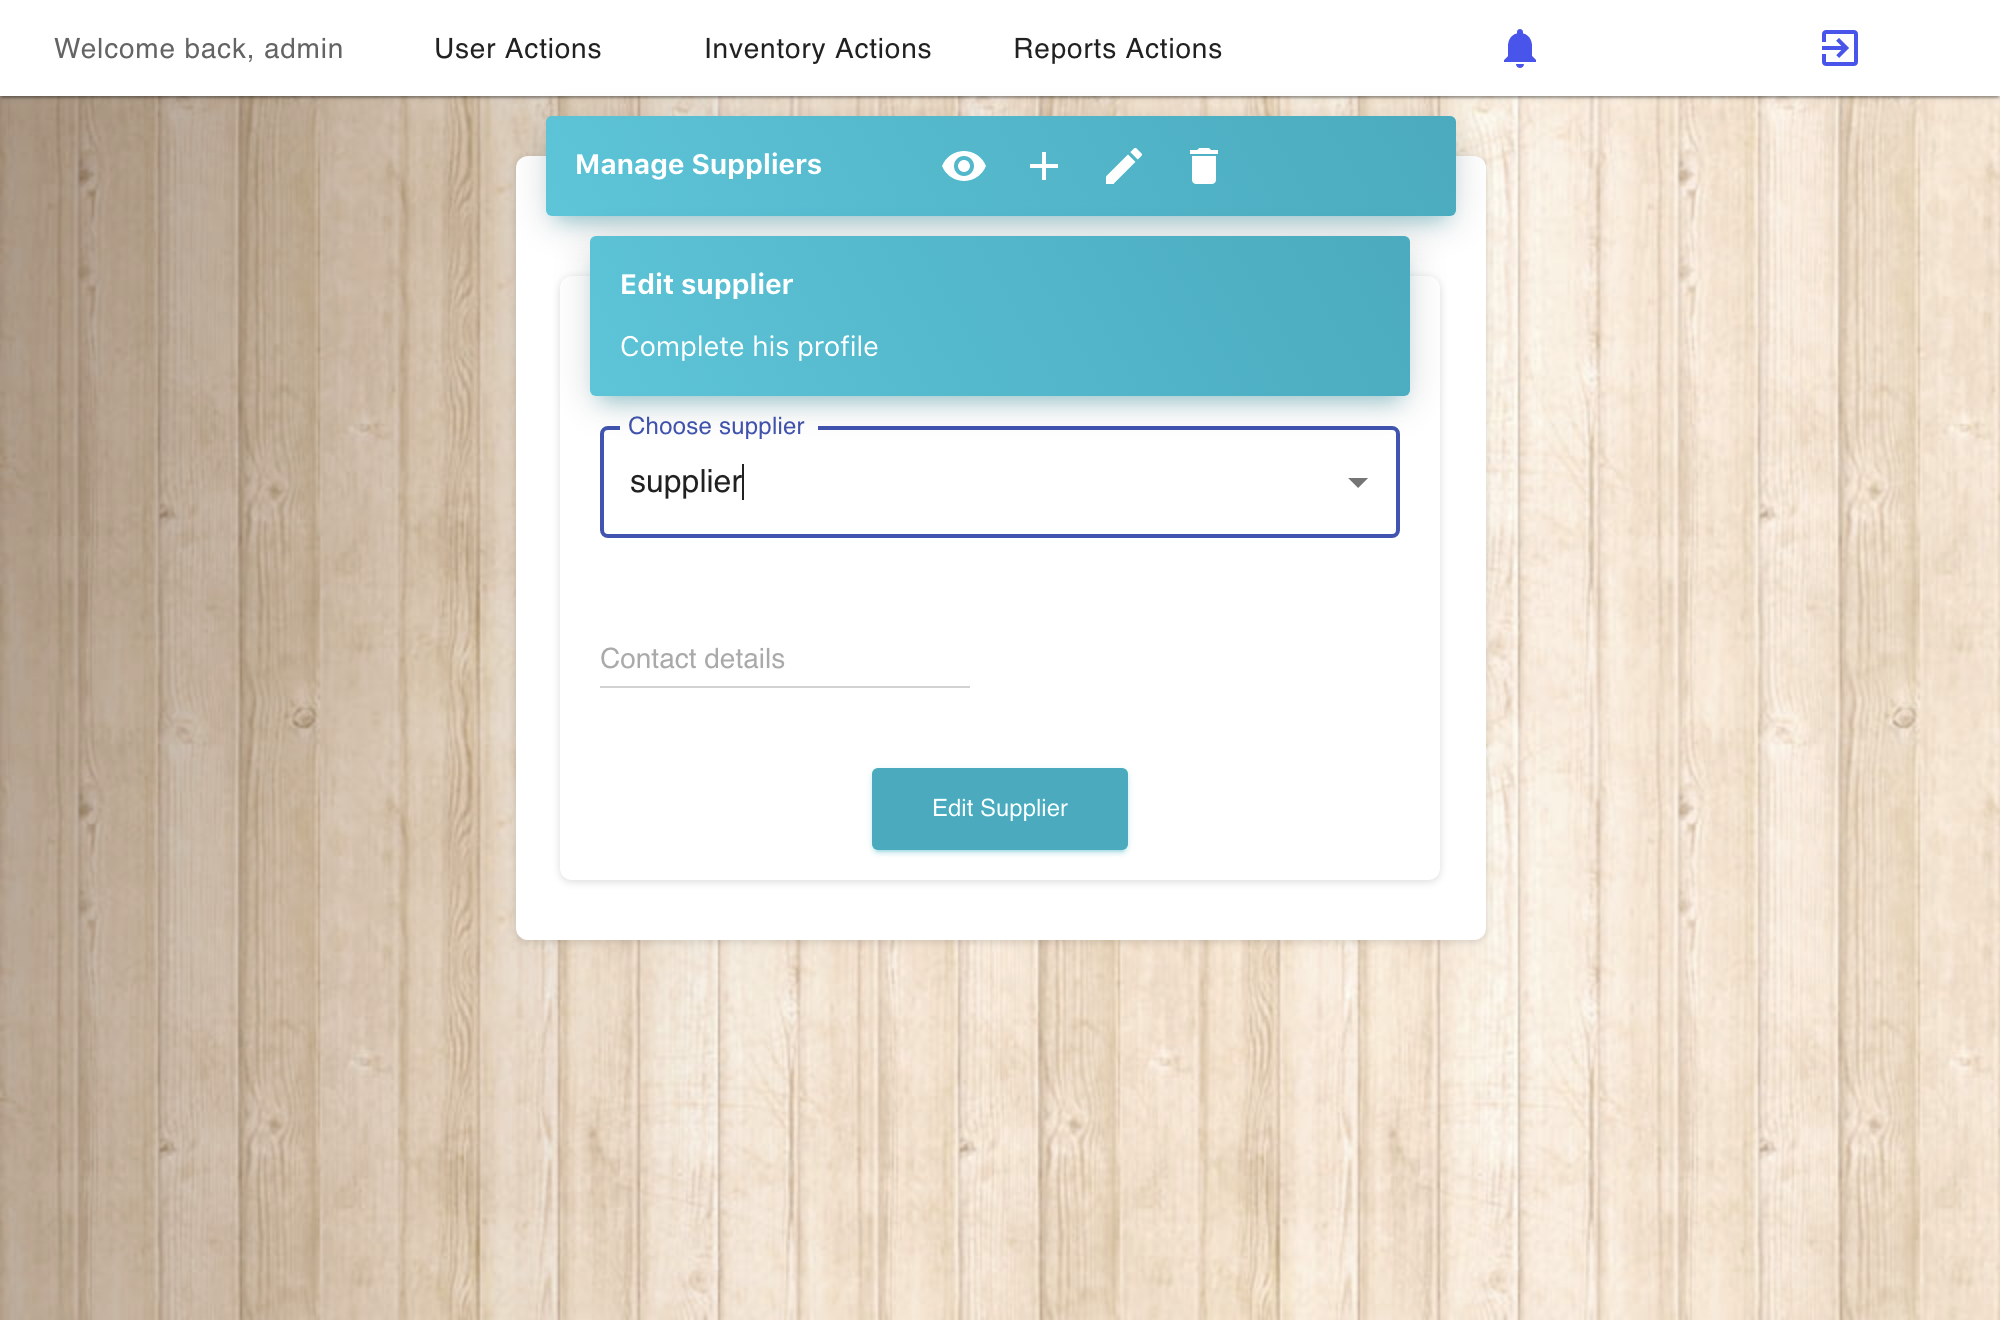 Welcome back, admin
User Actions
Inventory Actions
Reports Actions
Manage Suppliers
Edit supplier
Complete his profile
Choose supplier
supplier
Contact details
Edit Supplier